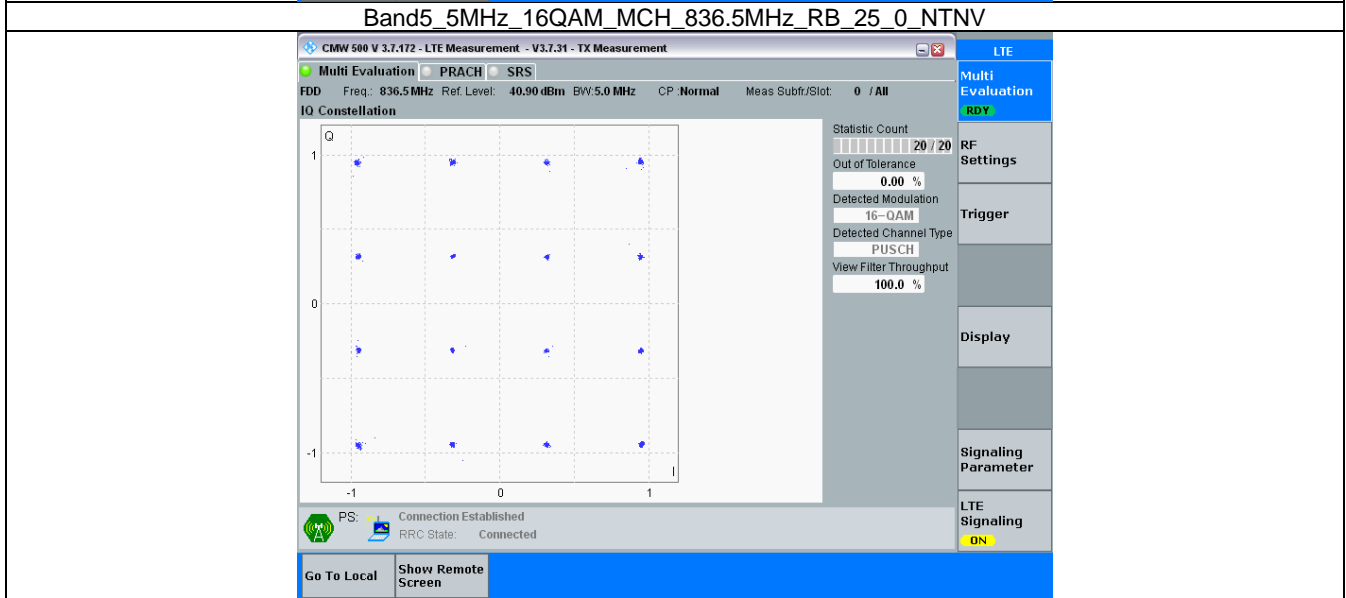 Band5_5MHz_16QAM_MCH_836.5MHz_RB_25_0_NTNV
CMW 500 V 3.7.172 - LTE Measurement - V3.7.31 - TX Measurement
LTE
Multi Evaluation PRACH SRS
FDD Freq.: 836.5 MHz Ref. Level: 40.90 dBm BW:5.0 MHz CP :Normal Meas Subfr./Slot: 0 / All
IQ Constellation
Q
1
0
-1
I
-1 0 1
Statistic Count
20 / 20
Out of Tolerance
0.00 %
Detected Modulation
16-QAM
Detected Channel Type
PUSCH
View Filter Throughput
100.0 %
Multi
Evaluation
RDY
RF
Settings
Trigger
Display
Signaling
Parameter
LTE
Signaling
ON
PS: Connection Established
RRC State: Connected
Go To Local
Show Remote
Screen